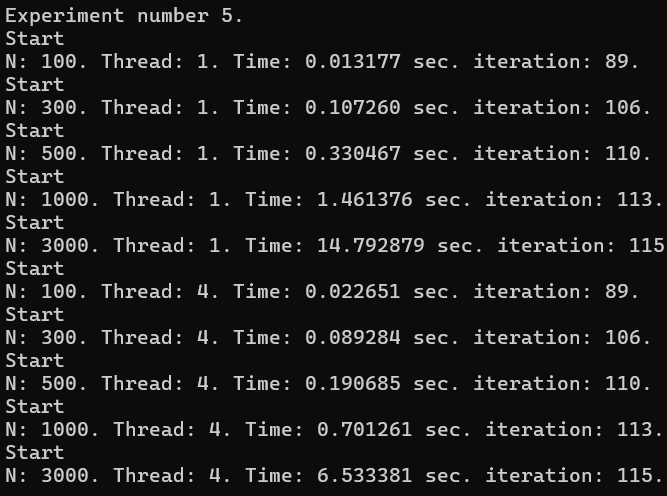 Experiment number 5.
Start
N: 100. Thread: 1. Time: 0.013177 sec. iteration: 89.
Start
N: 300. Thread: 1. Time: 0.107260 sec. iteration: 106.
Start
N: 500. Thread: 1. Time: 0.330467 sec. iteration: 110.
Start
N: 1000. Thread: 1. Time: 1.461376 sec. iteration: 113.
Start
N: 3000. Thread: 1. Time: 14.792879 sec. iteration: 115
Start
N: 100. Thread: 4. Time: 0.022651 sec. iteration: 89.
Start
N: 300. Thread: 4. Time: 0.089284 sec. iteration: 106.
Start
N: 500. Thread: 4. Time: 0.190685 sec. iteration: 110.
Start
N: 1000. Thread: 4. Time: 0.701261 sec. iteration: 113.
Start
N: 3000. Thread: 4. Time: 6.533381 sec. iteration: 115.